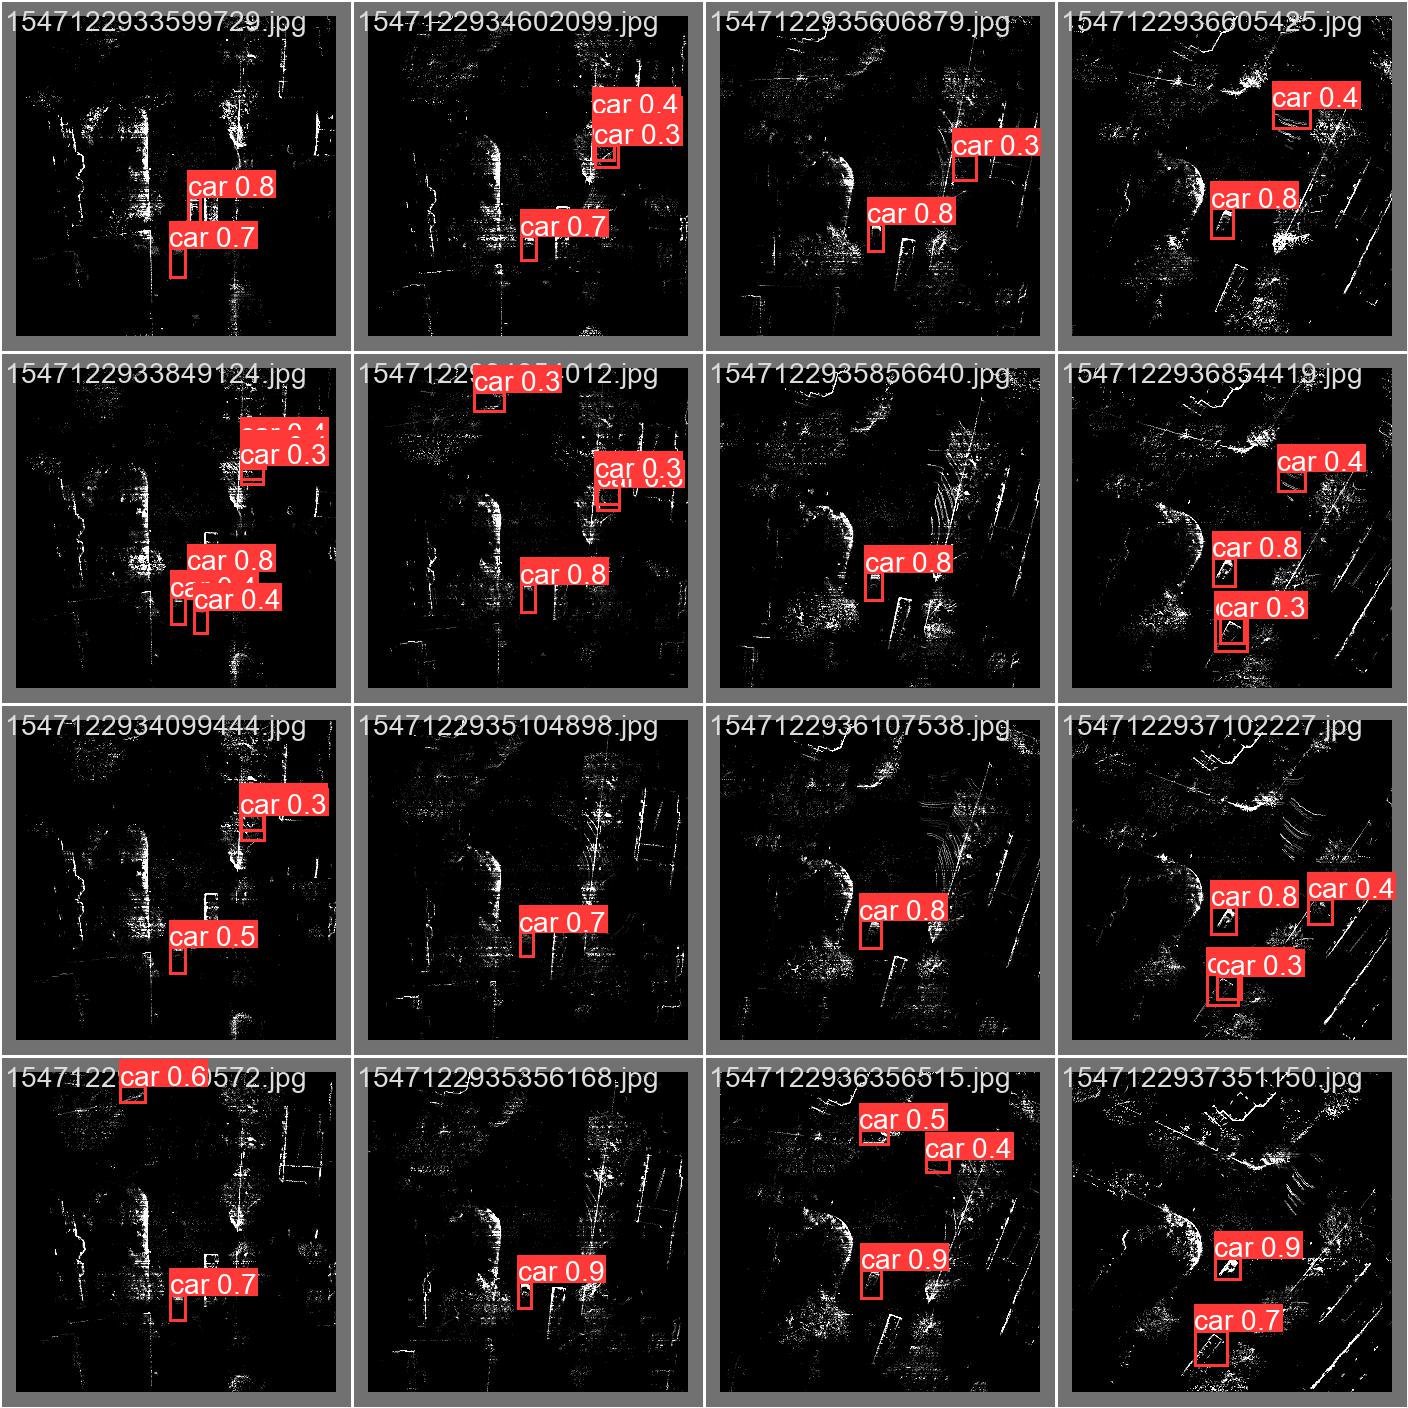 1547122933599729.jpg
car 0.8
car 0.7
1547122934602099.jpg
car 0.4
car 0.3
car 0.7
1547122935606879.jpg
car 0.3
car 0.8
1547122936605425.jpg
car 0.4
car 0.8
1547122933849124.jpg
car 0.3
car 0.8
car 0.4
car 0.3
012.jpg
car 0.3
car 0.8
1547122935856640.jpg
car 0.8
1547122936854419.jpg
car 0.4
car 0.8
car 0.3
1547122934099444.jpg
car 0.3
car 0.5
1547122935104898.jpg
car 0.7
1547122936107538.jpg
car 0.8
1547122937102227.jpg
car 0.8
car 0.4
car 0.3
car 0.6
572.jpg
car 0.7
1547122935356168.jpg
car 0.9
1547122936356515.jpg
car 0.5
car 0.4
car 0.9
1547122937351150.jpg
car 0.9
car 0.7